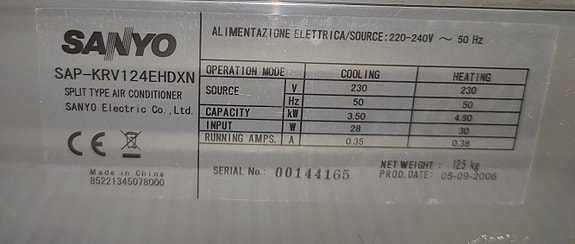 SANYO
SAP-KRV124EHDXN
SPLIT TYPE AIR CONDITIONER
SANYO Electric Co., Ltd.
CE
Made in China
85221345078000
ALIMENTAZIONE ELETTRICA/SOURCE: 220-240V ~ 50 Hz
OPERATION MODE COOLING HEATING
SOURCE V 230 230
Hz 50 50
CAPACITY kW 3.50 4.80
INPUT W 28 30
RUNNING AMPS. A 0.35 0.38
SERIAL No.: 00144165
NET WEIGHT: 12.5 kg
PROD. DATE: 05-09-2006